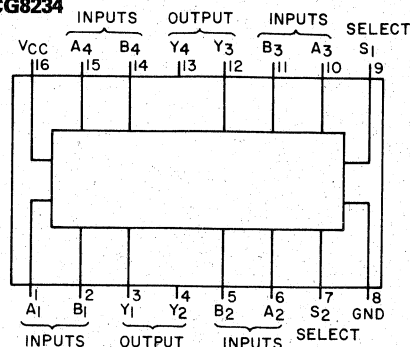 CG8234
INPUTS OUTPUT INPUTS SELECT
VCC A4 B4 Y4 Y3 B3 A3 S1
16 15 14 13 12 11 10 9
1 2 3 4 5 6 7 8
A1 B1 Y1 Y2 B2 A2 S2 GND
INPUTS OUTPUT INPUTS SELECT